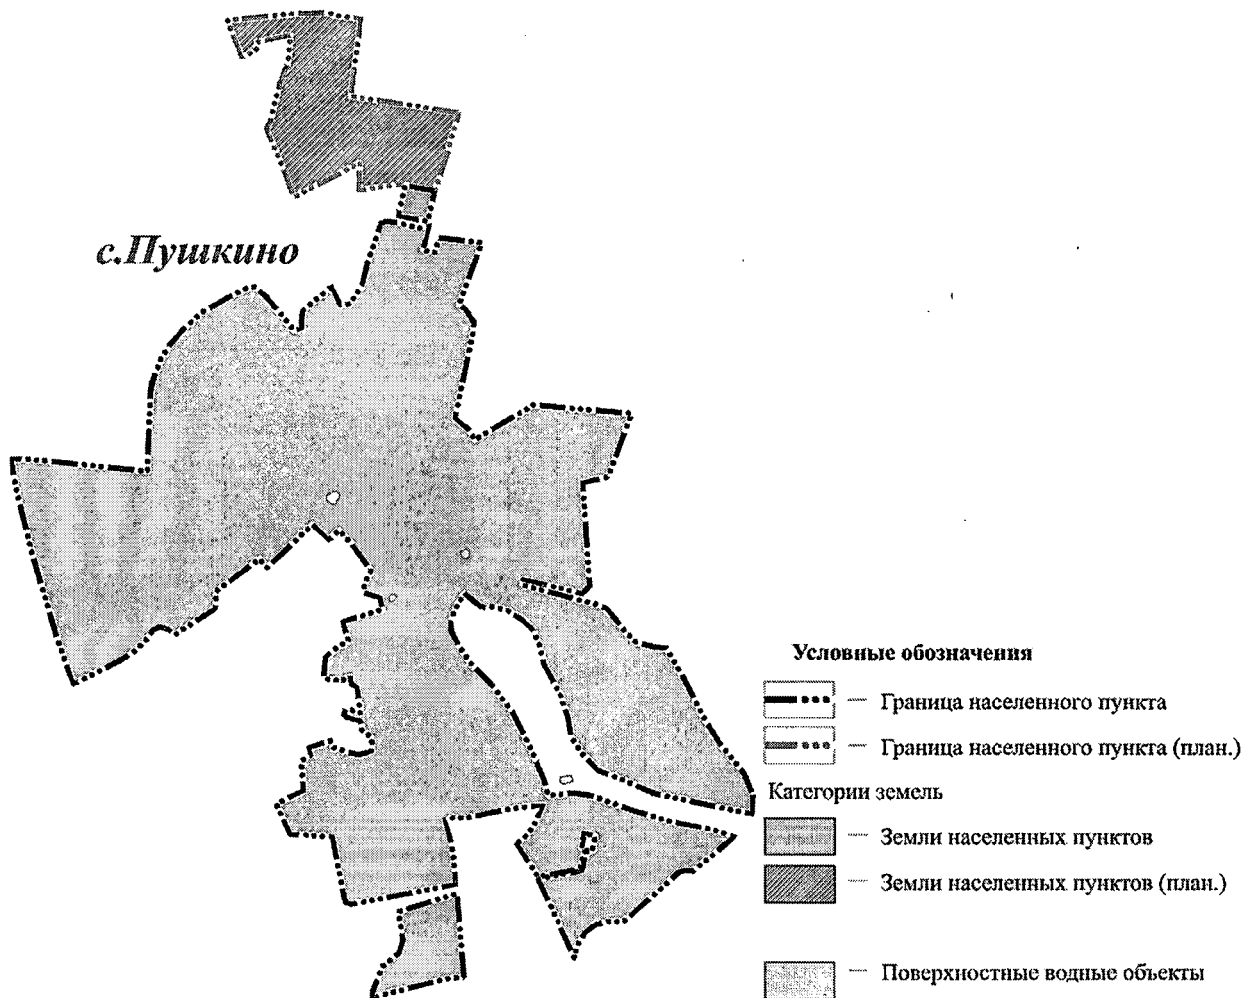 с.Пушкино
Условные обозначения
— Граница населенного пункта
— Граница населенного пункта (план.)
Категории земель
— Земли населенных пунктов
— Земли населенных пунктов (план.)
— Поверхностные водные объекты